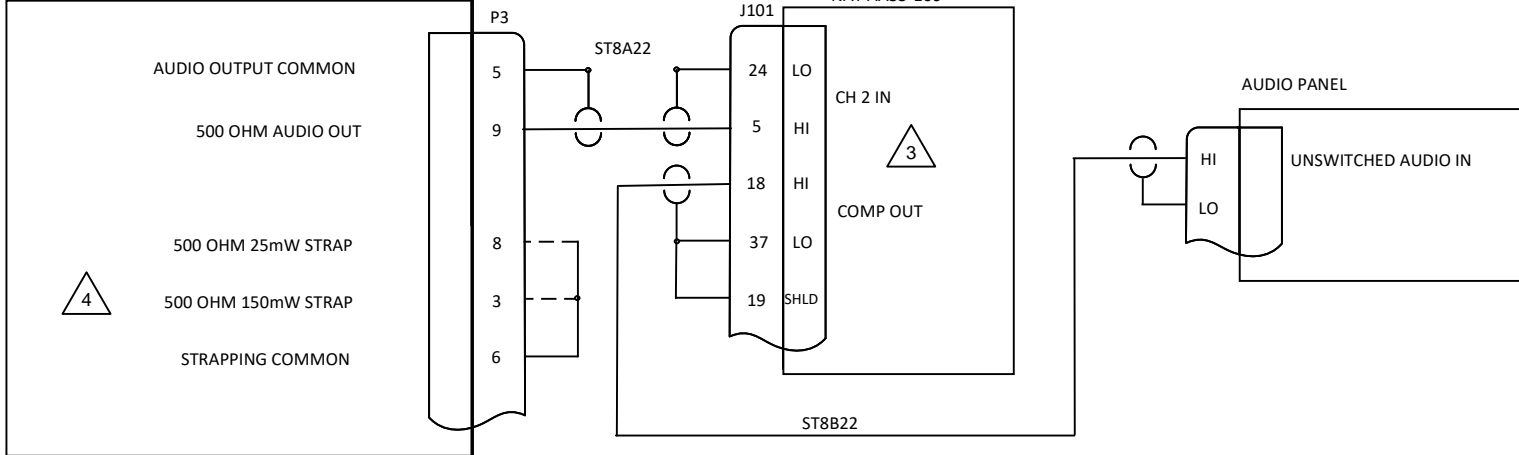 P3
J101
ST8A22
AUDIO OUTPUT COMMON
5
24
LO
CH 2 IN
AUDIO PANEL
500 OHM AUDIO OUT
9
5
HI
3
HI
UNSWITCHED AUDIO IN
18
HI
COMP OUT
LO
500 OHM 25mW STRAP
8
37
LO
4
500 OHM 150mW STRAP
3
19
SHLD
STRAPPING COMMON
6
ST8B22